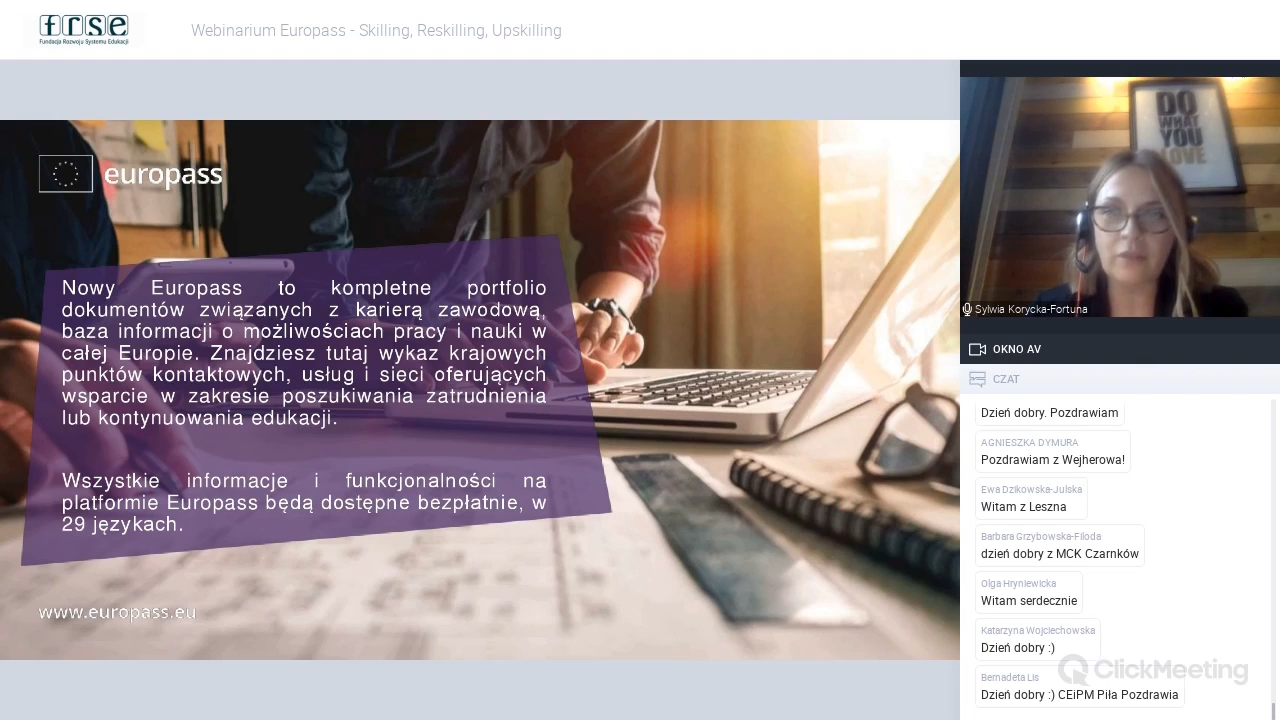 frse
Fundacja Rozwoju Systemu Edukacji
Webinarium Europass - Skilling, Reskilling, Upskilling
europass
Nowy Europass to kompletne portfolio
dokumentów związanych z karierą zawodową,
baza informacji o możliwościach pracy i nauki w
całej Europie. Znajdziesz tutaj wykaz krajowych
punktów kontaktowych, usług i sieci oferujących
wsparcie w zakresie poszukiwania zatrudnienia
lub kontynuowania edukacji.
Wszystkie informacje i funkcjonalności na
platformie Europass będą dostępne bezpłatnie, w
29 językach.
www.europass.eu
DO
WHAT
YOU
LOVE
Sylwia Korycka-Fortuna
OKNO AV
CZAT
Dzień dobry. Pozdrawiam
AGNIESZKA DYMURA
Pozdrawiam z Wejherowa!
Ewa Dzikowska-Julska
Witam z Leszna
Barbara Grzybowska-Filoda
dzień dobry z MCK Czarnków
Olga Hryniewicka
Witam serdecznie
Katarzyna Wojciechowska
Dzień dobry :)
ClickMeeting
Bernadeta Lis
Dzień dobry :) CEiPM Piła Pozdrawia